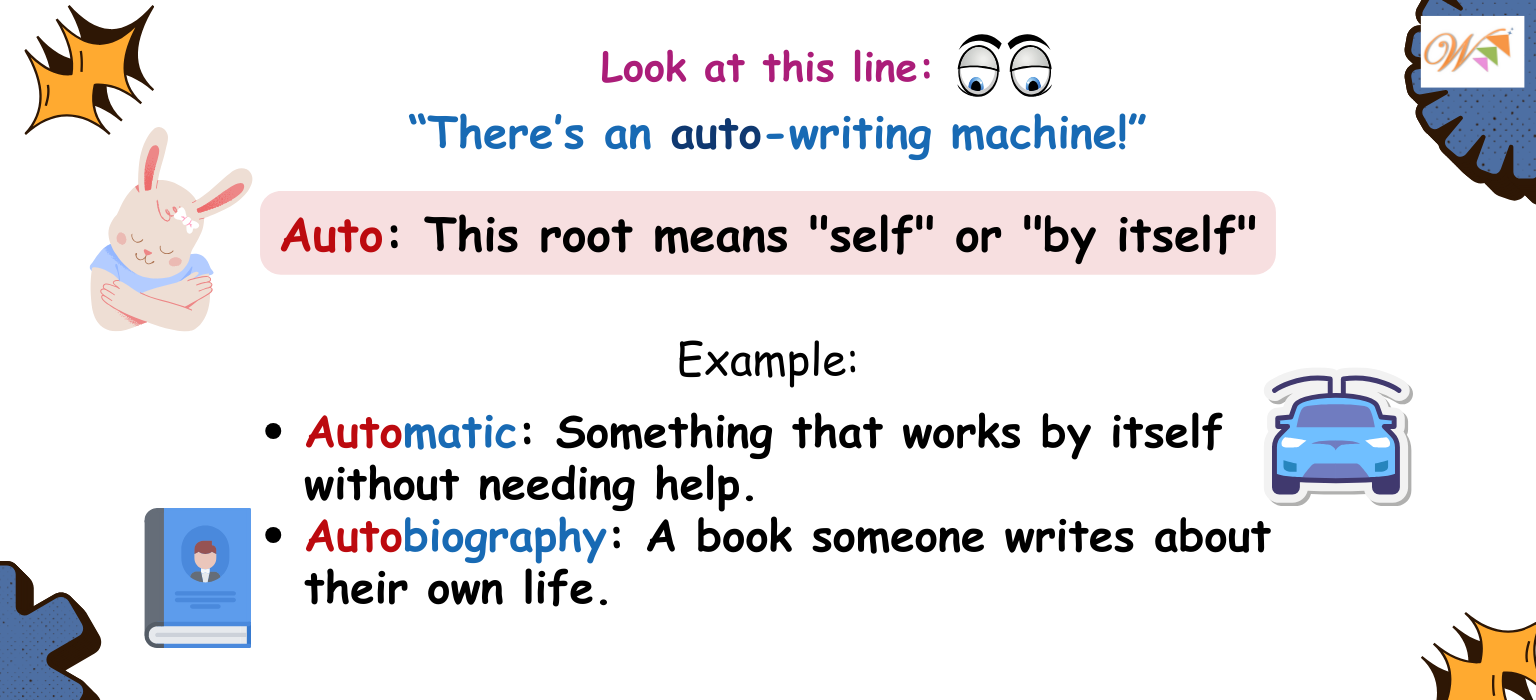 Look at this line:
“There’s an auto-writing machine!”
Auto: This root means "self" or "by itself"
Example:
• Automatic: Something that works by itself
without needing help.
• Autobiography: A book someone writes about
their own life.